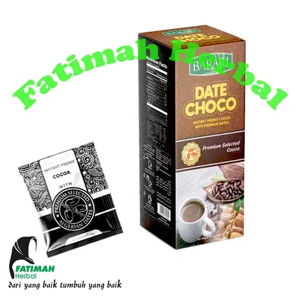 Fatimah Herbal
BARAKI
DATE
CHOCO
INSTANT PREMIX COCOA
WITH PREMIUM DATES
Premium Selected
Cocoa
INSTANT PREMIX
COCOA
WITH
FATIMAH
Herbal
dari yang baik tumbuh yang baik